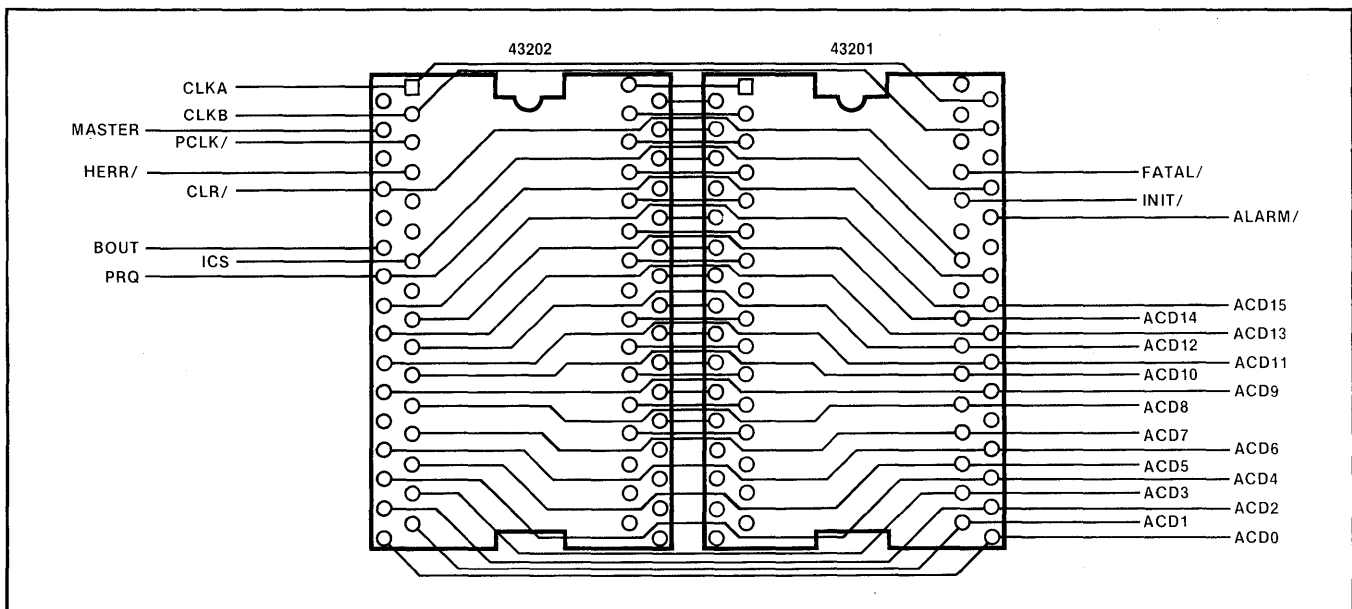 43202 43201
CLKA
CLKB
MASTER
PCLK/
HERR/
FATAL/
CLR/
INIT/
ALARM/
BOUT
ICS
PRQ
ACD15
ACD14
ACD13
ACD12
ACD11
ACD10
ACD9
ACD8
ACD7
ACD6
ACD5
ACD4
ACD3
ACD2
ACD1
ACD0